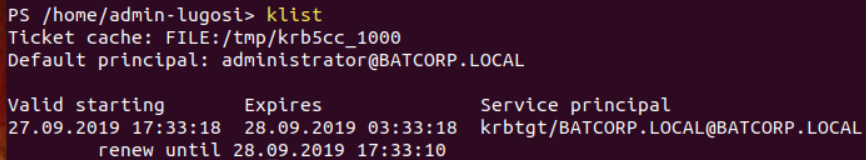 PS /home/admin-lugosi> klist
Ticket cache: FILE:/tmp/krb5cc_1000
Default principal: administrator@BATCORP.LOCAL
Valid starting Expires Service principal
27.09.2019 17:33:18 28.09.2019 03:33:18 krbtgt/BATCORP.LOCAL@BATCORP.LOCAL
renew until 28.09.2019 17:33:10